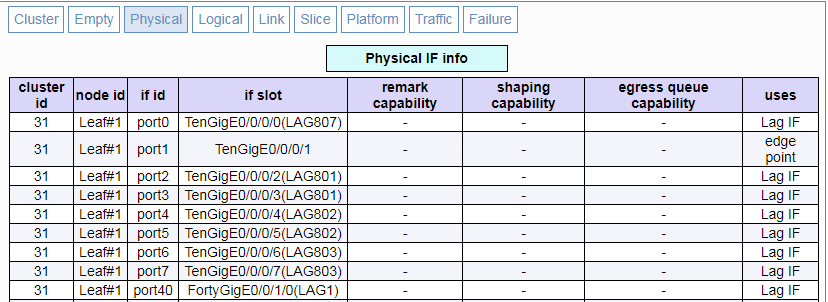 Cluster Empty Physical Logical Link Slice Platform Traffic Failure
Physical IF info
cluster id node id if id if slot remark capability shaping capability egress queue capability uses
31 Leaf#1 port0 TenGigE0/0/0/0(LAG807) - - - Lag IF
31 Leaf#1 port1 TenGigE0/0/0/1 - - - edge point
31 Leaf#1 port2 TenGigE0/0/0/2(LAG801) - - - Lag IF
31 Leaf#1 port3 TenGigE0/0/0/3(LAG801) - - - Lag IF
31 Leaf#1 port4 TenGigE0/0/0/4(LAG802) - - - Lag IF
31 Leaf#1 port5 TenGigE0/0/0/5(LAG802) - - - Lag IF
31 Leaf#1 port6 TenGigE0/0/0/6(LAG803) - - - Lag IF
31 Leaf#1 port7 TenGigE0/0/0/7(LAG803) - - - Lag IF
31 Leaf#1 port40 FortyGigE0/0/1/0(LAG1) - - - Lag IF